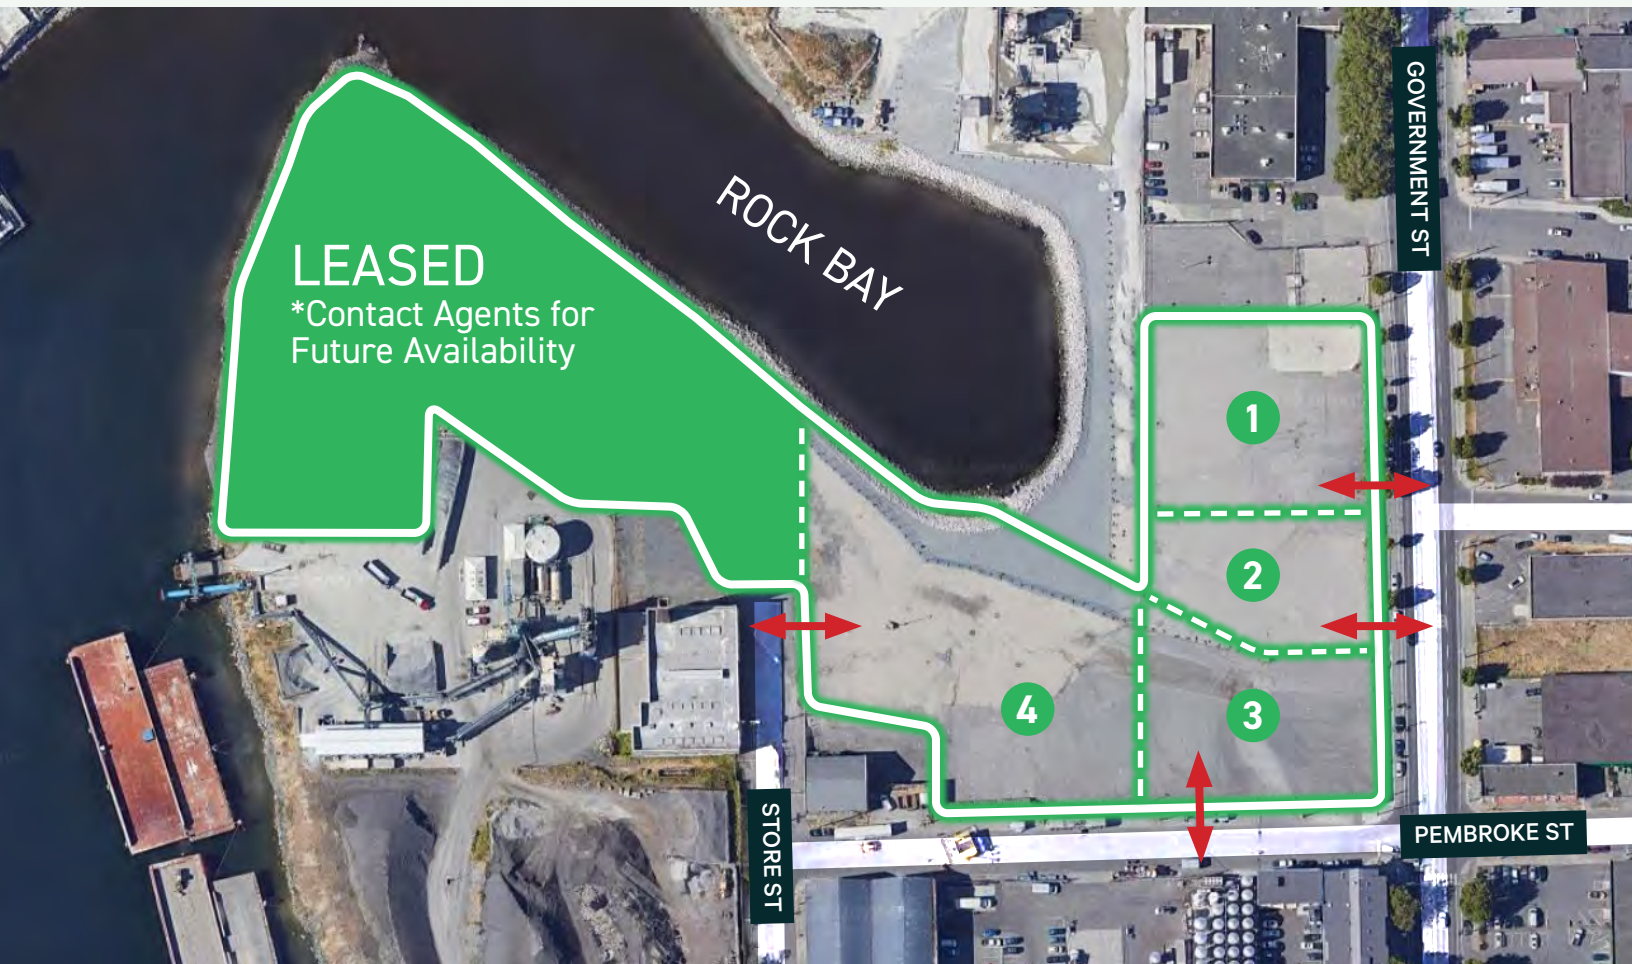 LEASED
*Contact Agents for
Future Availability
ROCK BAY
GOVERNMENT ST
1
2
3
4
STORE ST
PEMBROKE ST